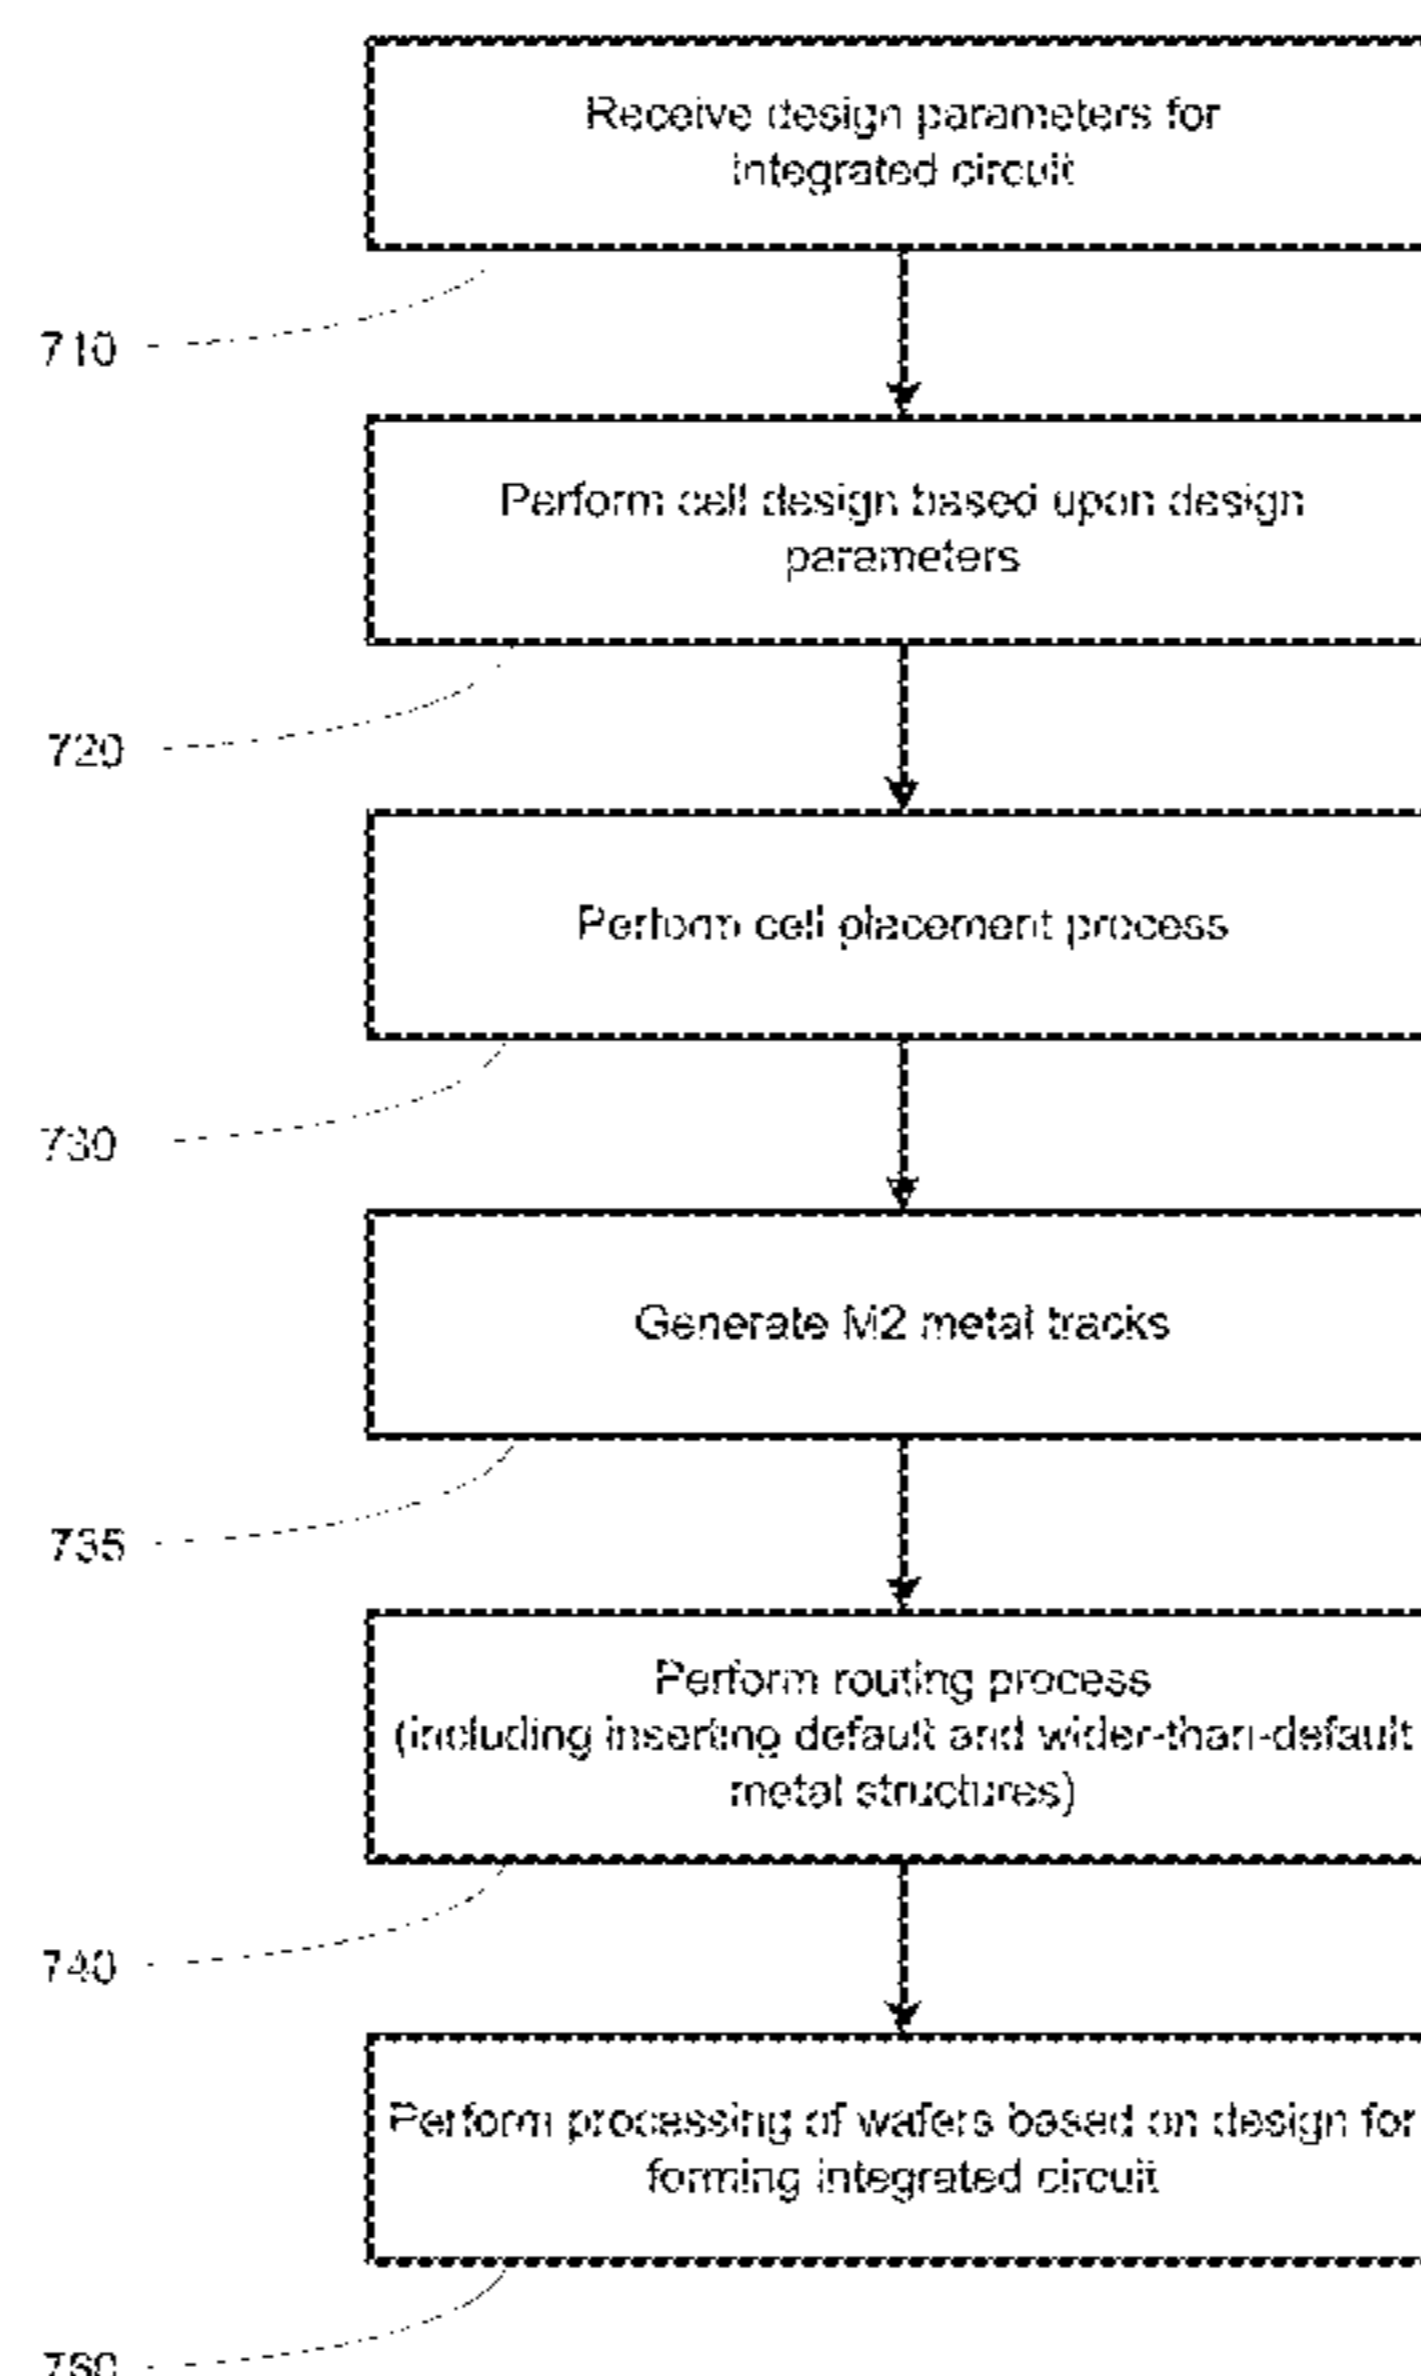 Receive design parameters for
integrated circuit
710
Perform cell design based upon design
parameters
720
Perform cell placement process
730
Generate M2 metal tracks
735
Perform routing process
(including inserting default and wider-than-default
metal structures)
740
Perform processing of wafers based on design for
forming integrated circuit